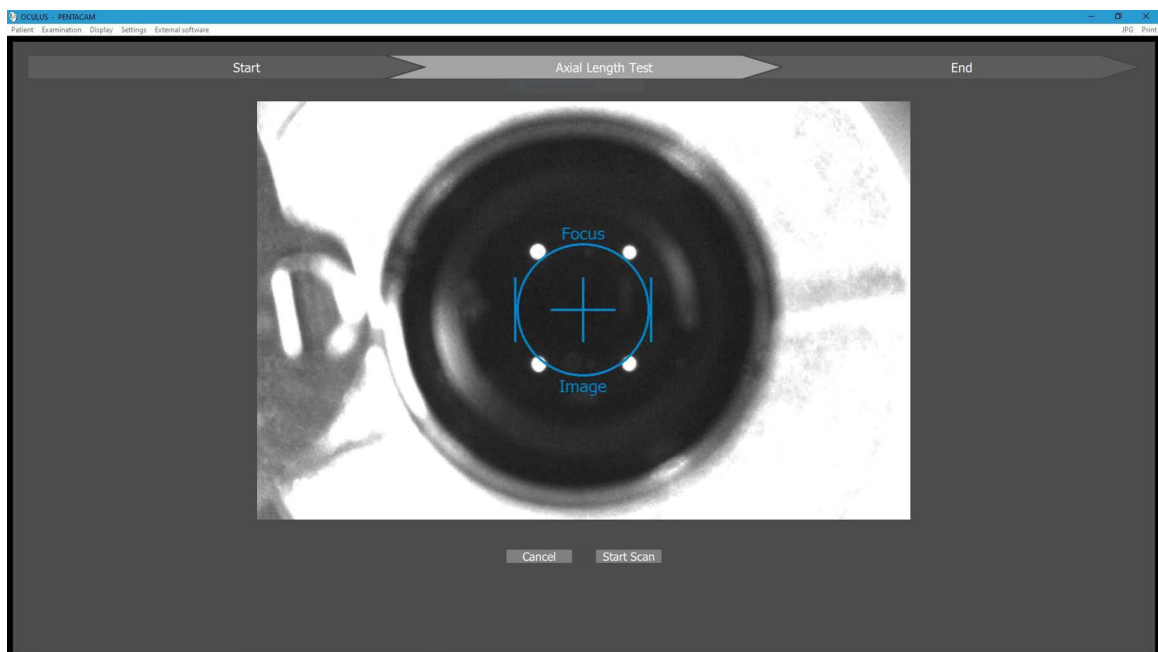 OCULUS - PENTACAM
Patient Examination Display Settings External software JPG Print
Start Axial Length Test End
Focus
Image
Cancel Start Scan